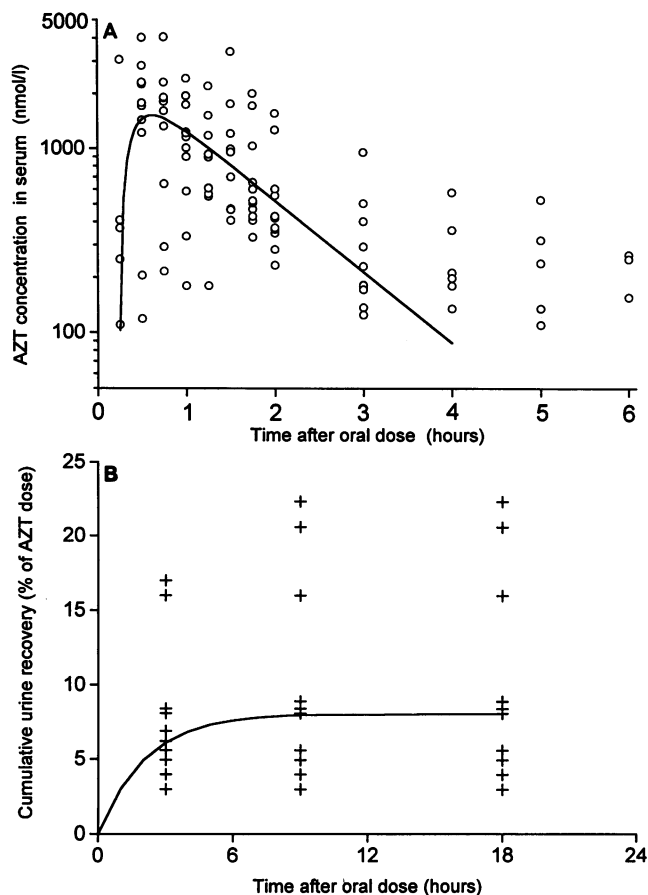 A
AZT concentration in serum (nmol/l)
5000
1000
100
0 1 2 3 4 5 6
Time after oral dose (hours)
B
Cumulative urine recovery (% of AZT dose)
25
20
15
10
5
0
0 6 12 18 24
Time after oral dose (hours)